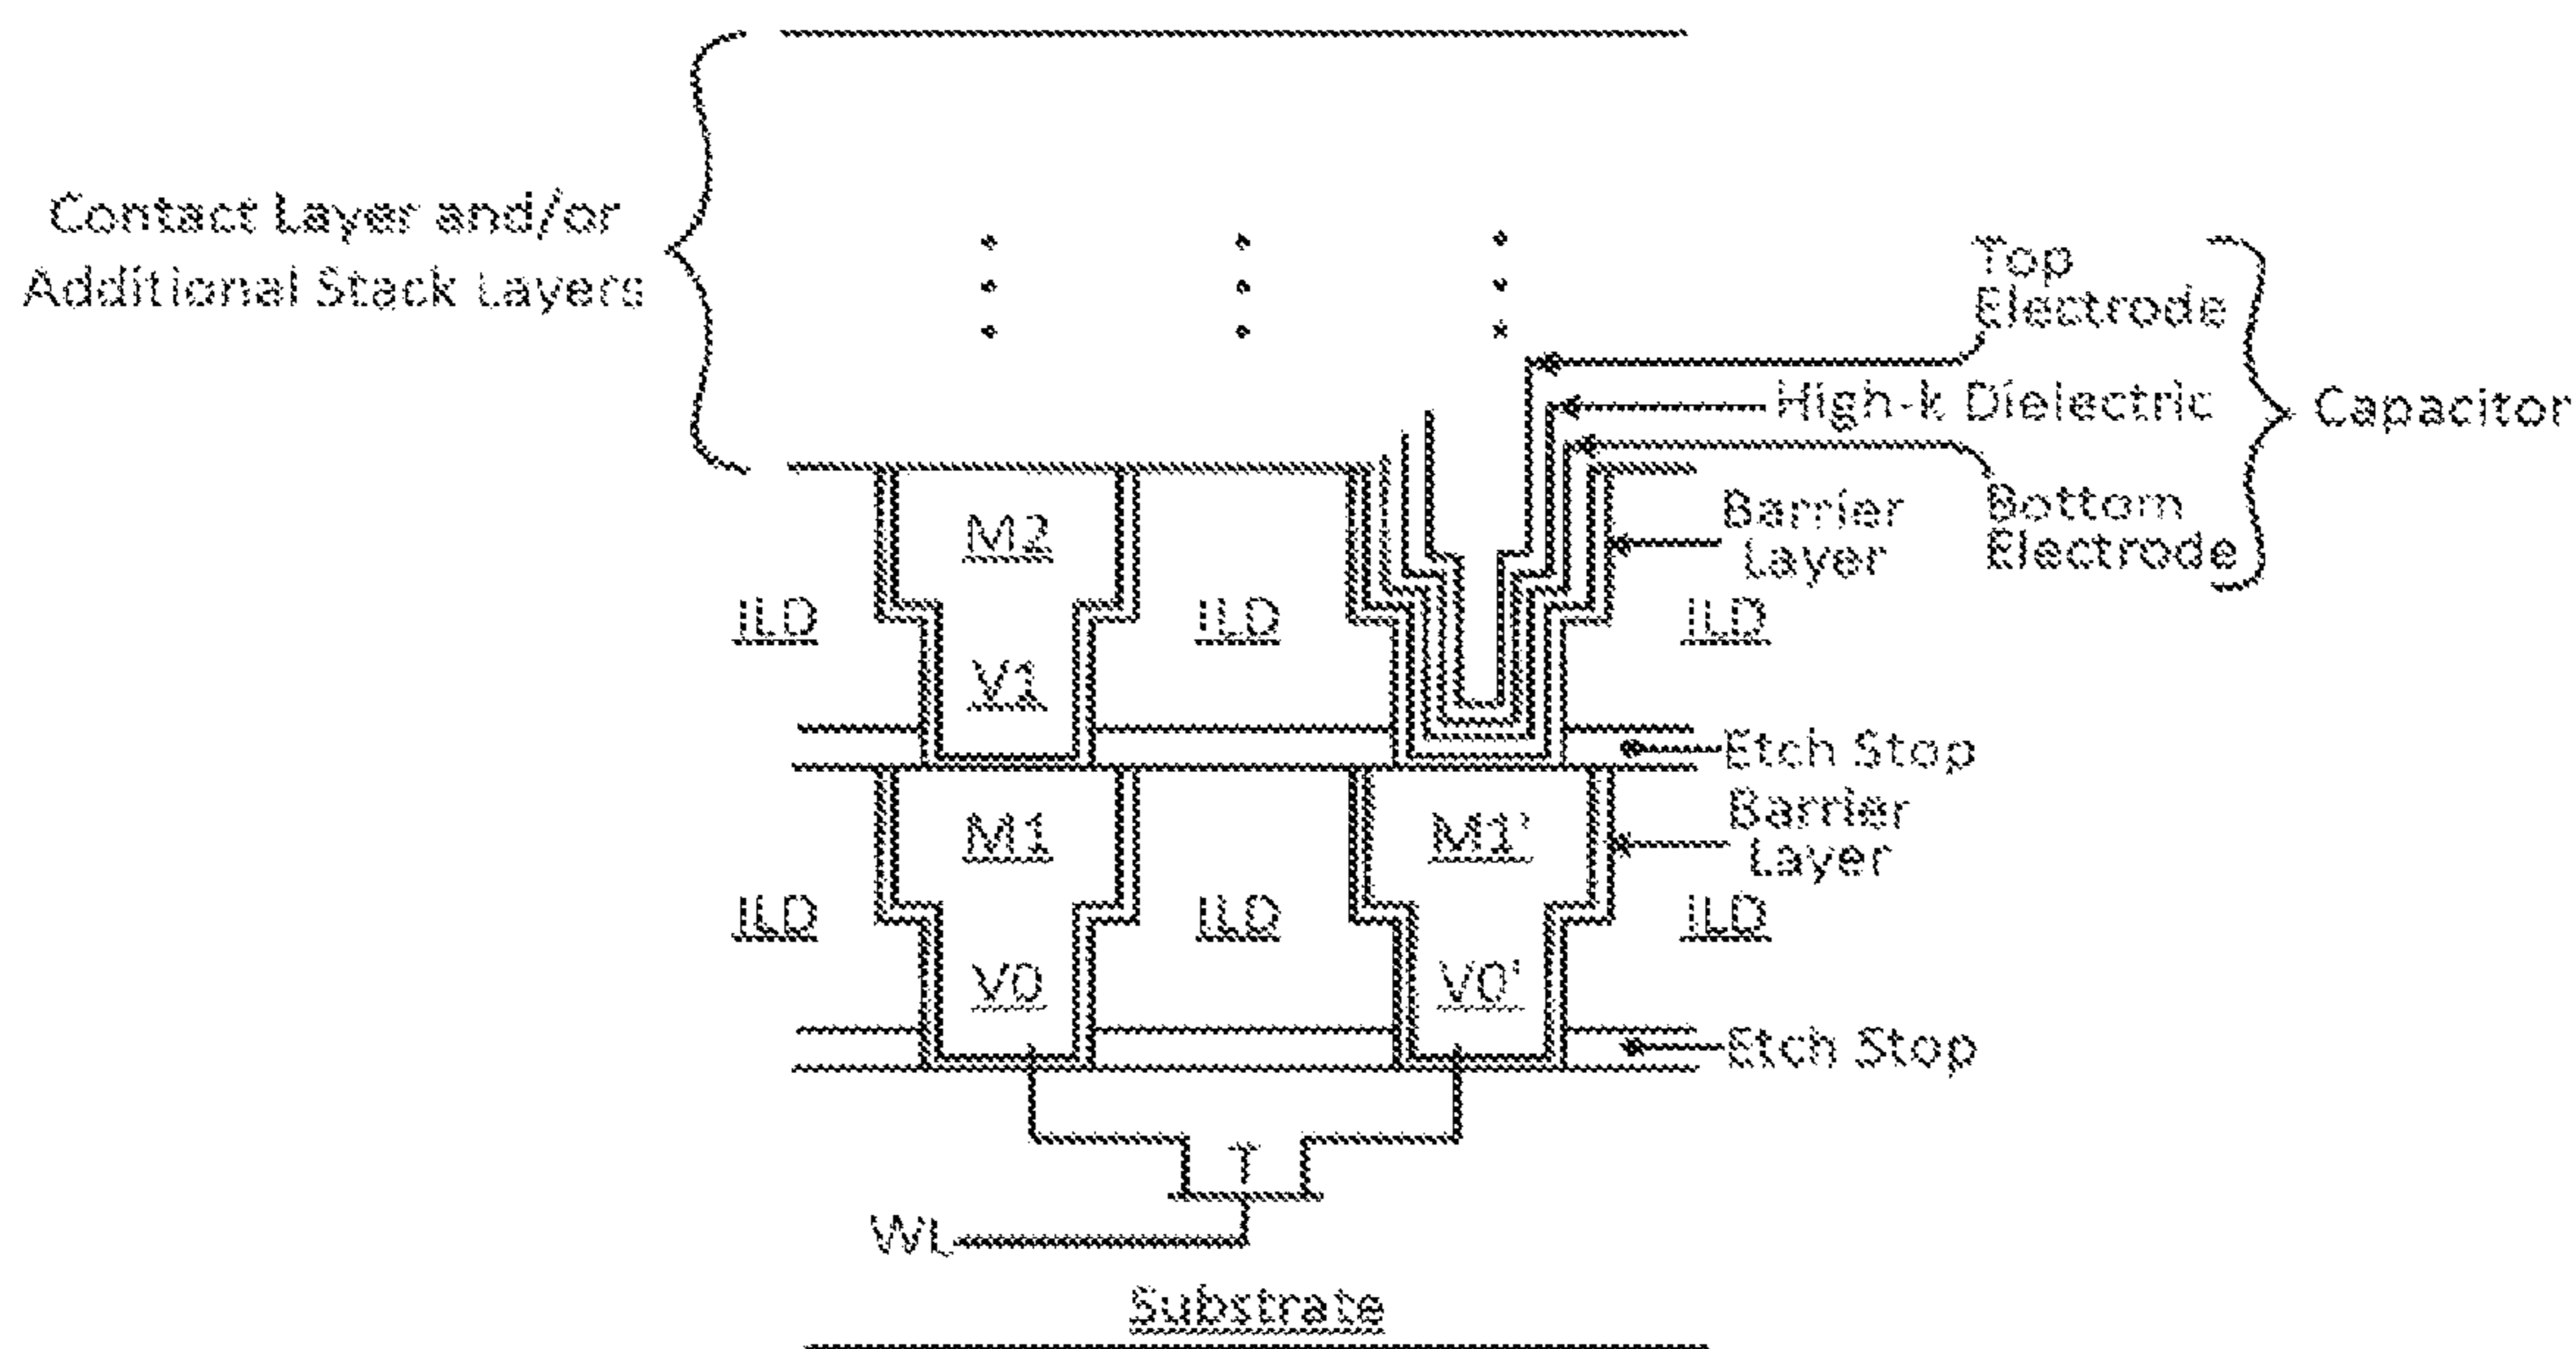 Contact Layer and/or
Additional Stack Layers
Top
Electrode
High-k Dielectric
Capacitor
Bottom
Electrode
M2
Barrier
Layer
ILD
ILD
ILD
V1
Etch Stop
M1
M1'
Barrier
Layer
ILD
ILD
ILD
V0
V0'
Etch Stop
T
WL
Substrate